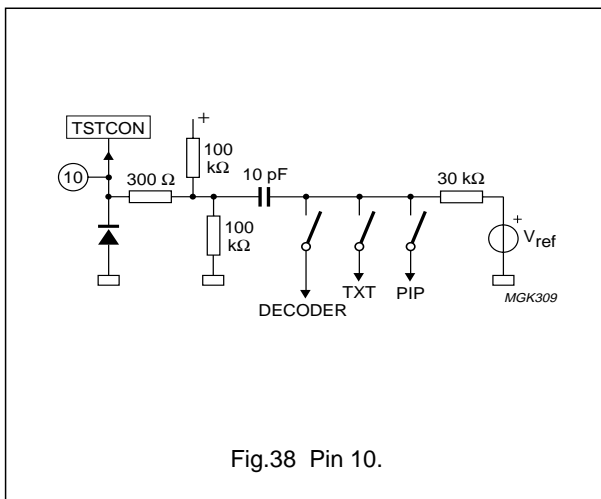 TSTCON
+
10
100
kΩ
300 Ω
10 pF
30 kΩ
100
kΩ
+
Vref
DECODER
TXT
PIP
MGK309
Fig.38 Pin 10.